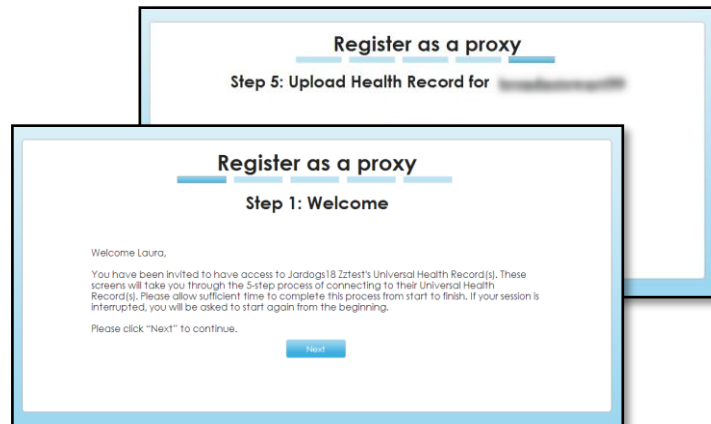 Register as a proxy
Step 5: Upload Health Record for
Register as a proxy
Step 1: Welcome
Welcome Laura,
You have been invited to have access to Jardogs18 Zztest's Universal Health Record(s). These
screens will take you through the 5-step process of connecting to their Universal Health
Record(s). Please allow sufficient time to complete this process from start to finish. If your session is
interrupted, you will be asked to start again from the beginning.
Please click "Next" to continue.
Next